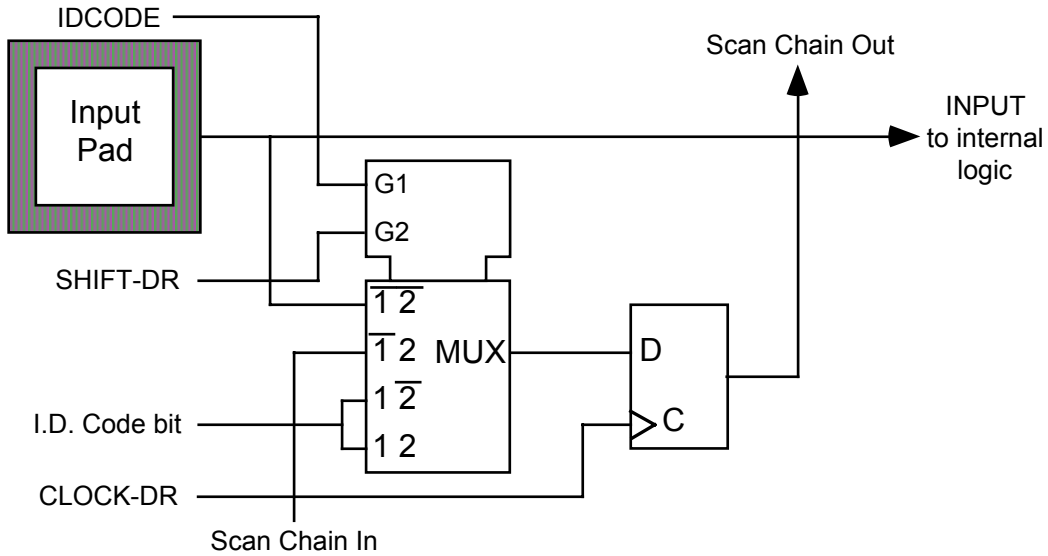 IDCODE
Scan Chain Out
Input
Pad
INPUT
to internal
logic
G1
G2
SHIFT-DR
1̅ 2̅
1̅ 2
MUX
D
1 2̅
I.D. Code bit
C
1 2
CLOCK-DR
Scan Chain In